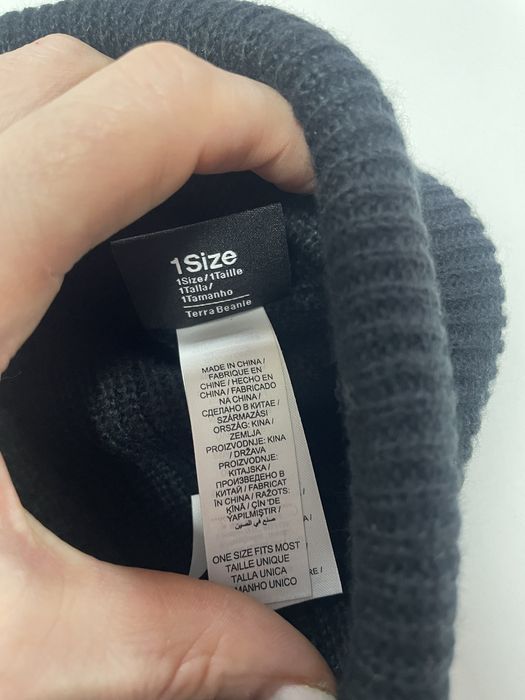 1Size
1Size/1Taille
1Talla/
1Tamanho
Terra Beanie
MADE IN CHINA /
FABRIQUE EN
CHINE / HECHO EN
CHINA / FABRICADO
NA CHINA /
СДЕЛАНО В КИТАЕ /
SZÁRMAZÁSI
ORSZÁG: KINA /
ZEMLJA
PROIZVODNJE: KINA
/ DRŽAVA
PROIZVODNJE:
KITAJSKA /
ПРОИЗВЕДЕНО В
КИТАЙ / FABRICAT
ÎN CHINA / RAŽOTS:
ĶĪNĀ / ÇİN 'DE
YAPILMIŞTIR /
صنع في الصين
ONE SIZE FITS MOST
TAILLE UNIQUE
TALLA UNICA
MANHO UNICO